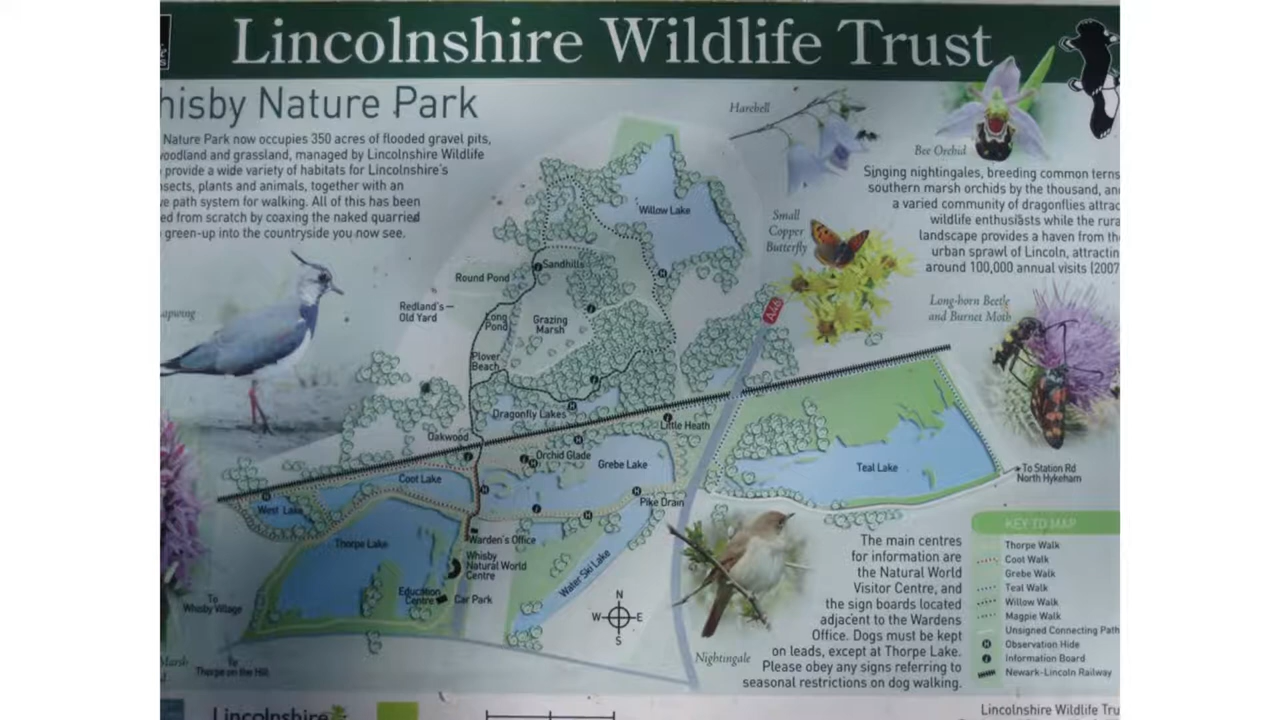 Lincolnshire Wildlife Trust
hisby Nature Park
Nature Park now occupies 350 acres of flooded gravel pits,
oodland and grassland, managed by Lincolnshire Wildlife
provide a wide variety of habitats for Lincolnshire's
sects, plants and animals, together with an
e path system for walking. All of this has been
ed from scratch by coaxing the naked quarried
green-up into the countryside you now see.
Harebell
Bee Orchid
Singing nightingales, breeding common terns
southern marsh orchids by the thousand, an
a varied community of dragonflies attrac
wildlife enthusiasts while the rura
landscape provides a haven from th
urban sprawl of Lincoln, attractin
around 100,000 annual visits (2007
Small
Copper
Butterfly
Long-horn Beetle
and Burnet Moth
apwing
Willow Lake
Sandhills
Round Pond
Redland's
Old Yard
Long
Pond
Grazing
Marsh
A46
Plover
Beach
Dragonfly Lakes
Little Heath
Oakwood
Orchid Glade
Grebe Lake
Teal Lake
To Station Rd
North Hykeham
Coot Lake
West Lake
Pike Drain
Thorpe Lake
Warden's Office
Whisby
Natural World
Centre
Water Ski Lake
Education
Centre
Car Park
To
Whisby Village
To
Thorpe on the Hill
N
W
E
S
Marsh
Nightingale
The main centres
for information are
the Natural World
Visitor Centre, and
the sign boards located
adjacent to the Wardens
Office. Dogs must be kept
on leads, except at Thorpe Lake.
Please obey any signs referring to
seasonal restrictions on dog walking.
KEY TO MAP
Thorpe Walk
Coot Walk
Grebe Walk
Teal Walk
Willow Walk
Magpie Walk
Unsigned Connecting Path
H Observation Hide
i Information Board
Newark-Lincoln Railway
Lincolnshire
Lincolnshire Wildlife Tru